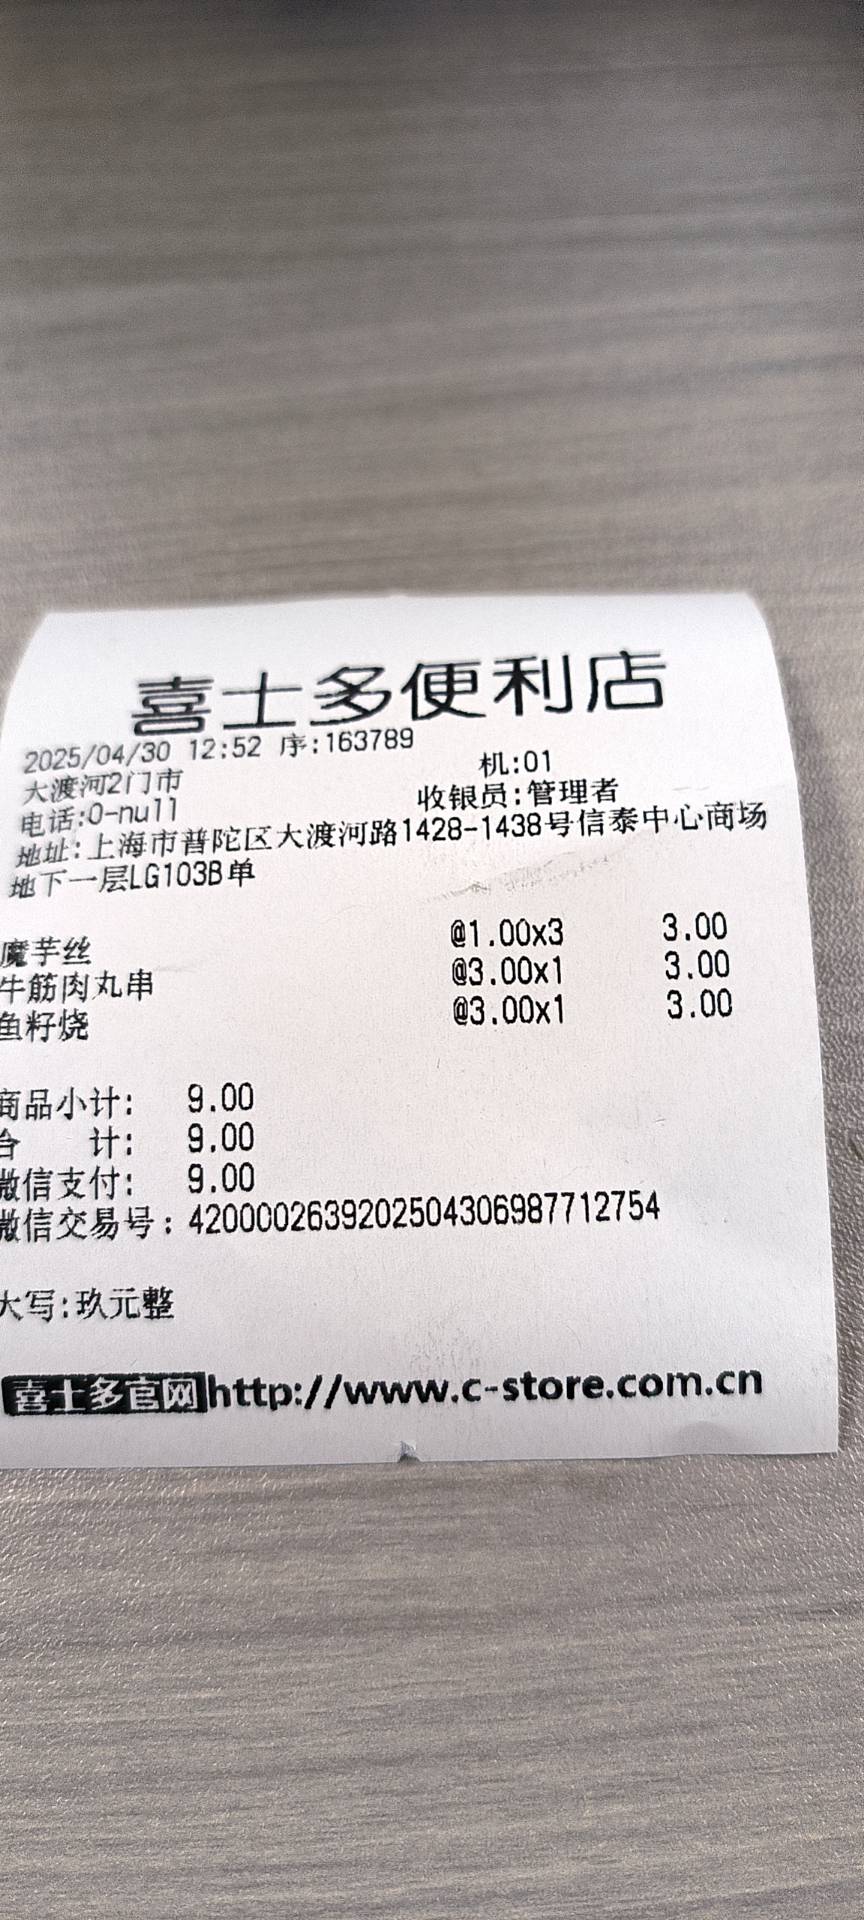 喜士多便利店
2025/04/30 12:52 序:163789
大渡河2门市 机:01
电话:0-null 收银员:管理者
地址:上海市普陀区大渡河路1428-1438号信泰中心商场
地下一层LG103B单
魔芋丝 @1.00x3 3.00
牛筋肉丸串 @3.00x1 3.00
鱼籽烧 @3.00x1 3.00
商品小计: 9.00
合 计: 9.00
微信支付: 9.00
微信交易号:4200002639202504306987712754
大写:玖元整
喜士多官网http://www.c-store.com.cn